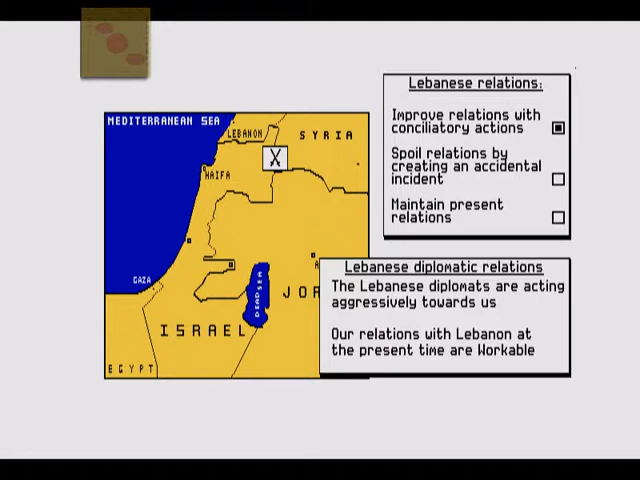 Lebanese relations:
Improve relations with
conciliatory actions
Spoil relations by
creating an accidental
incident
Maintain present
relations
MEDITERRANEAN SEA
LEBANON
SYRIA
HAIFA
Lebanese diplomatic relations
The Lebanese diplomats are acting
aggressively towards us
Our relations with Lebanon at
the present time are Workable
GAZA
DEAD SEA
JOR
ISRAEL
EGYPT
A